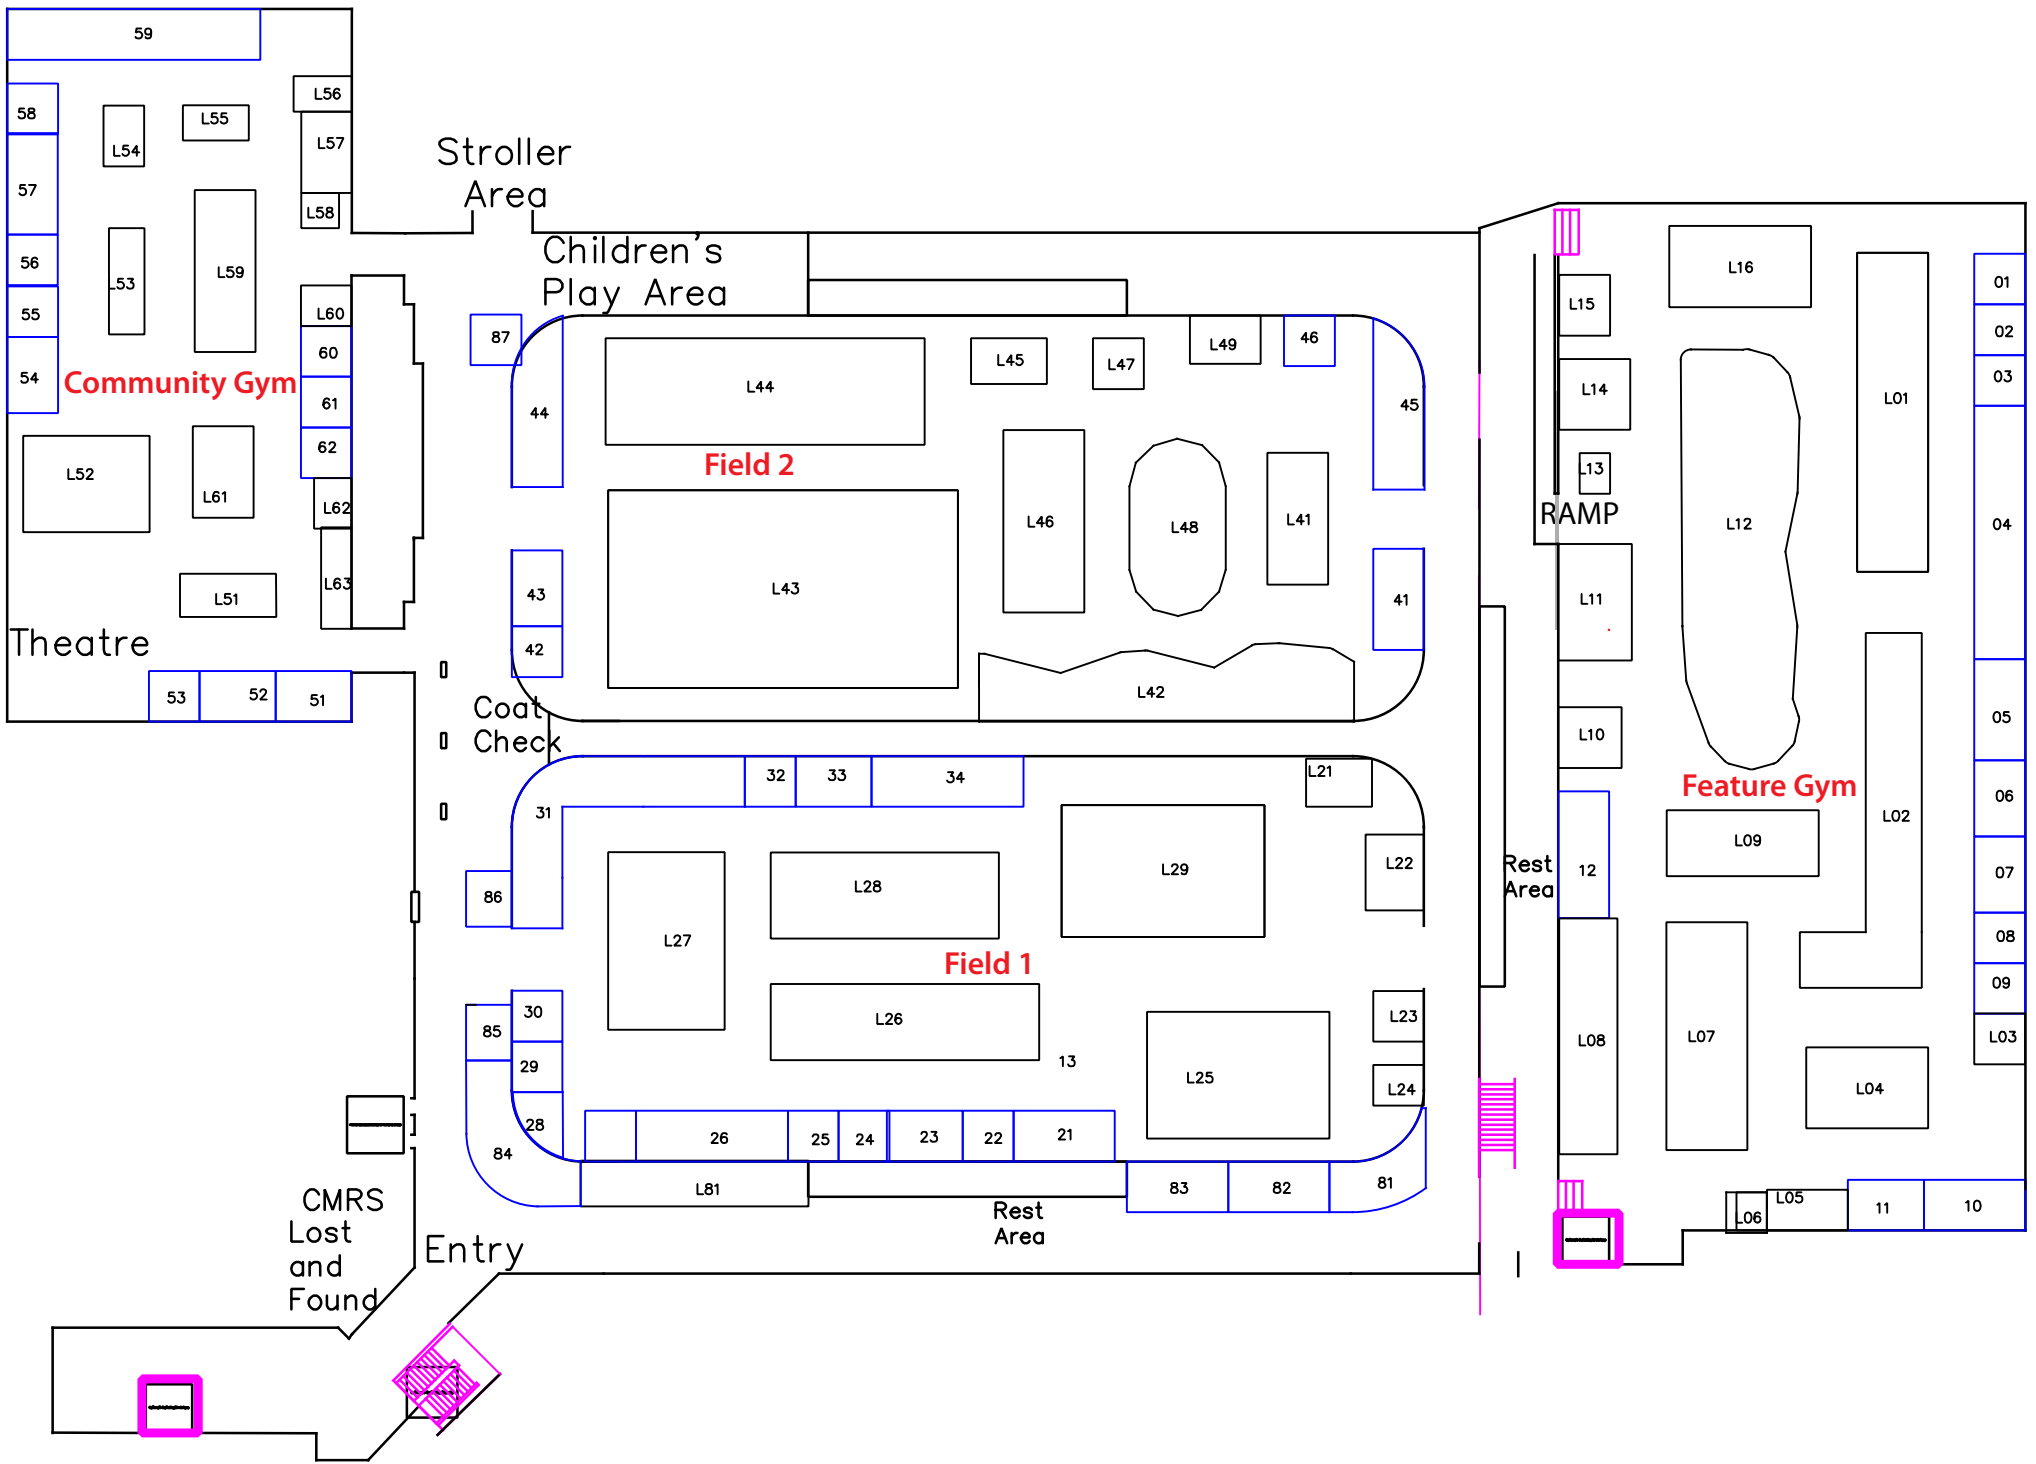 59
58
57
56
55
54
L54
L55
L56
L57
L58
L53
L59
L60
60
61
62
Community Gym
L52
L61
L62
L63
L51
Theatre
53
52
51
Stroller
Area
Children's
Play Area
87
44
L44
L45
L47
L49
46
45
Field 2
L43
L46
L48
L41
43
42
41
L42
Coat
Check
31
32
33
34
L21
86
L27
L28
L29
L22
Field 1
L26
13
L25
L23
L24
30
85
29
28
84
26
25
24
23
22
21
L81
83
82
81
Rest
Area
CMRS
Lost
and
Found
Entry
Rest
Area
L16
L15
L14
L13
RAMP
L12
L11
L10
L01
01
02
03
04
05
06
07
08
09
L03
Feature Gym
L09
L02
12
L08
L07
L04
L05
L06
11
10